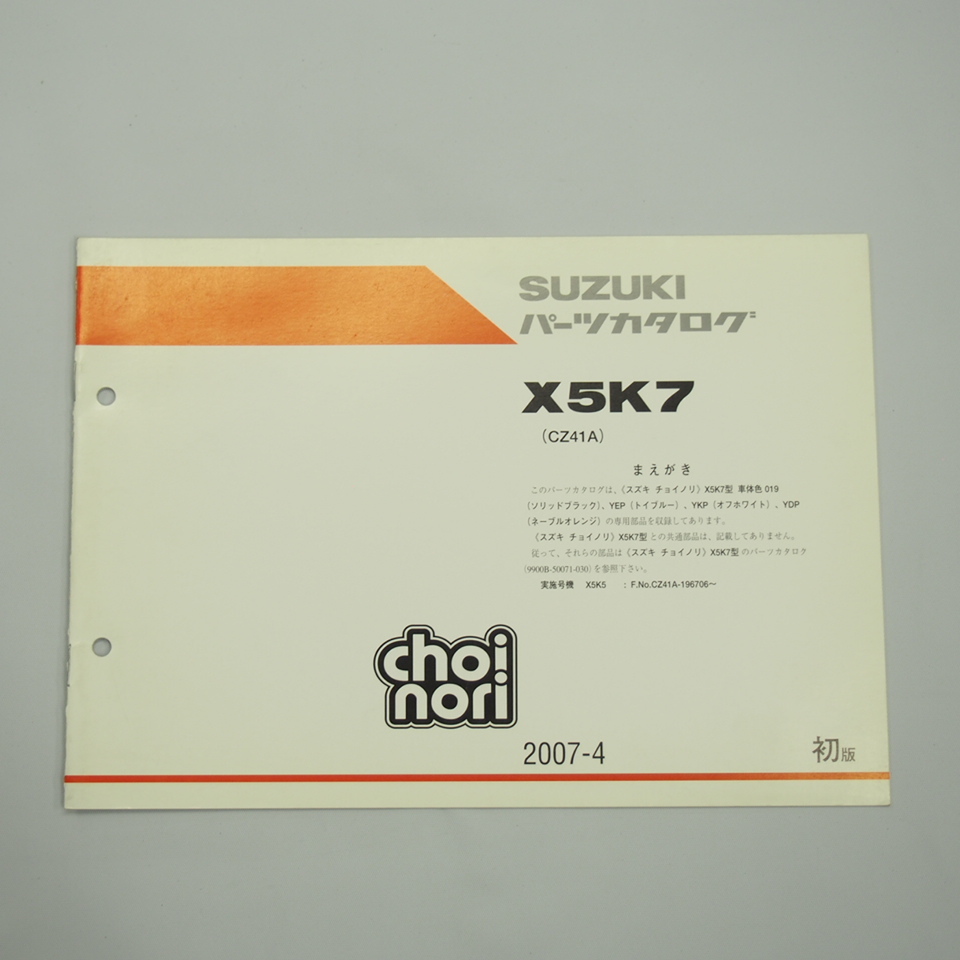 SUZUKI
パーツカタログ
X5K7
(CZ41A)
まえがき
このパーツカタログは、《スズキ チョイノリ》X5K7型 車体色 019
(ソリッドブラック)、YEP (トイブルー) 、YKP (オフホワイト) 、YDP
(ネーブルオレンジ) の専用部品を収録してあります。
《スズキ チョイノリ》X5K7型 との共通部品は、記載してありません。
従って、それらの部品は《スズキ チョイノリ》X5K7型 のパーツカタログ
(9900B-50071-030) を参照下さい。
実施号機 X5K5 : F.No.CZ41A-196706～
choi
nori
2007-4
初版